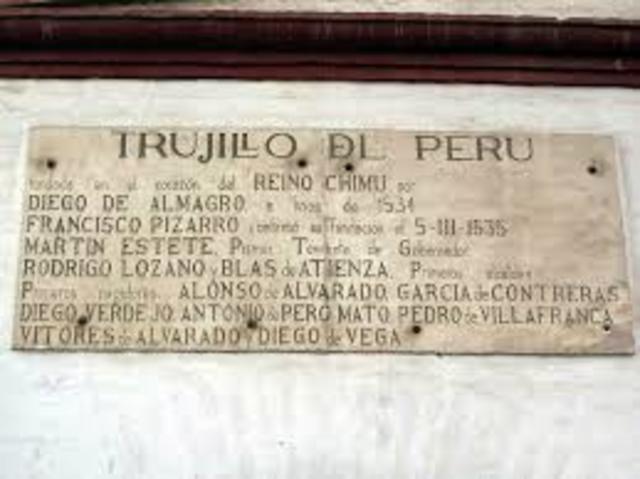 TRUJILLO DEL PERU
fundada en el corazón del REINO CHIMU por
DIEGO DE ALMAGRO a fines de 1534
FRANCISCO PIZARRO confirmó su Fundacion el 5-III-1535
MARTIN ESTETE, Primer Teniente de Gobernador
RODRIGO LOZANO y BLAS de ATIENZA, Primeros alcaldes
Primeros regidores: ALONSO de ALVARADO, GARCIA de CONTRERAS
DIEGO VERDEJO, ANTONIO de PERO MATO, PEDRO de VILLAFRANCA
VITORES de ALVARADO y DIEGO de VEGA